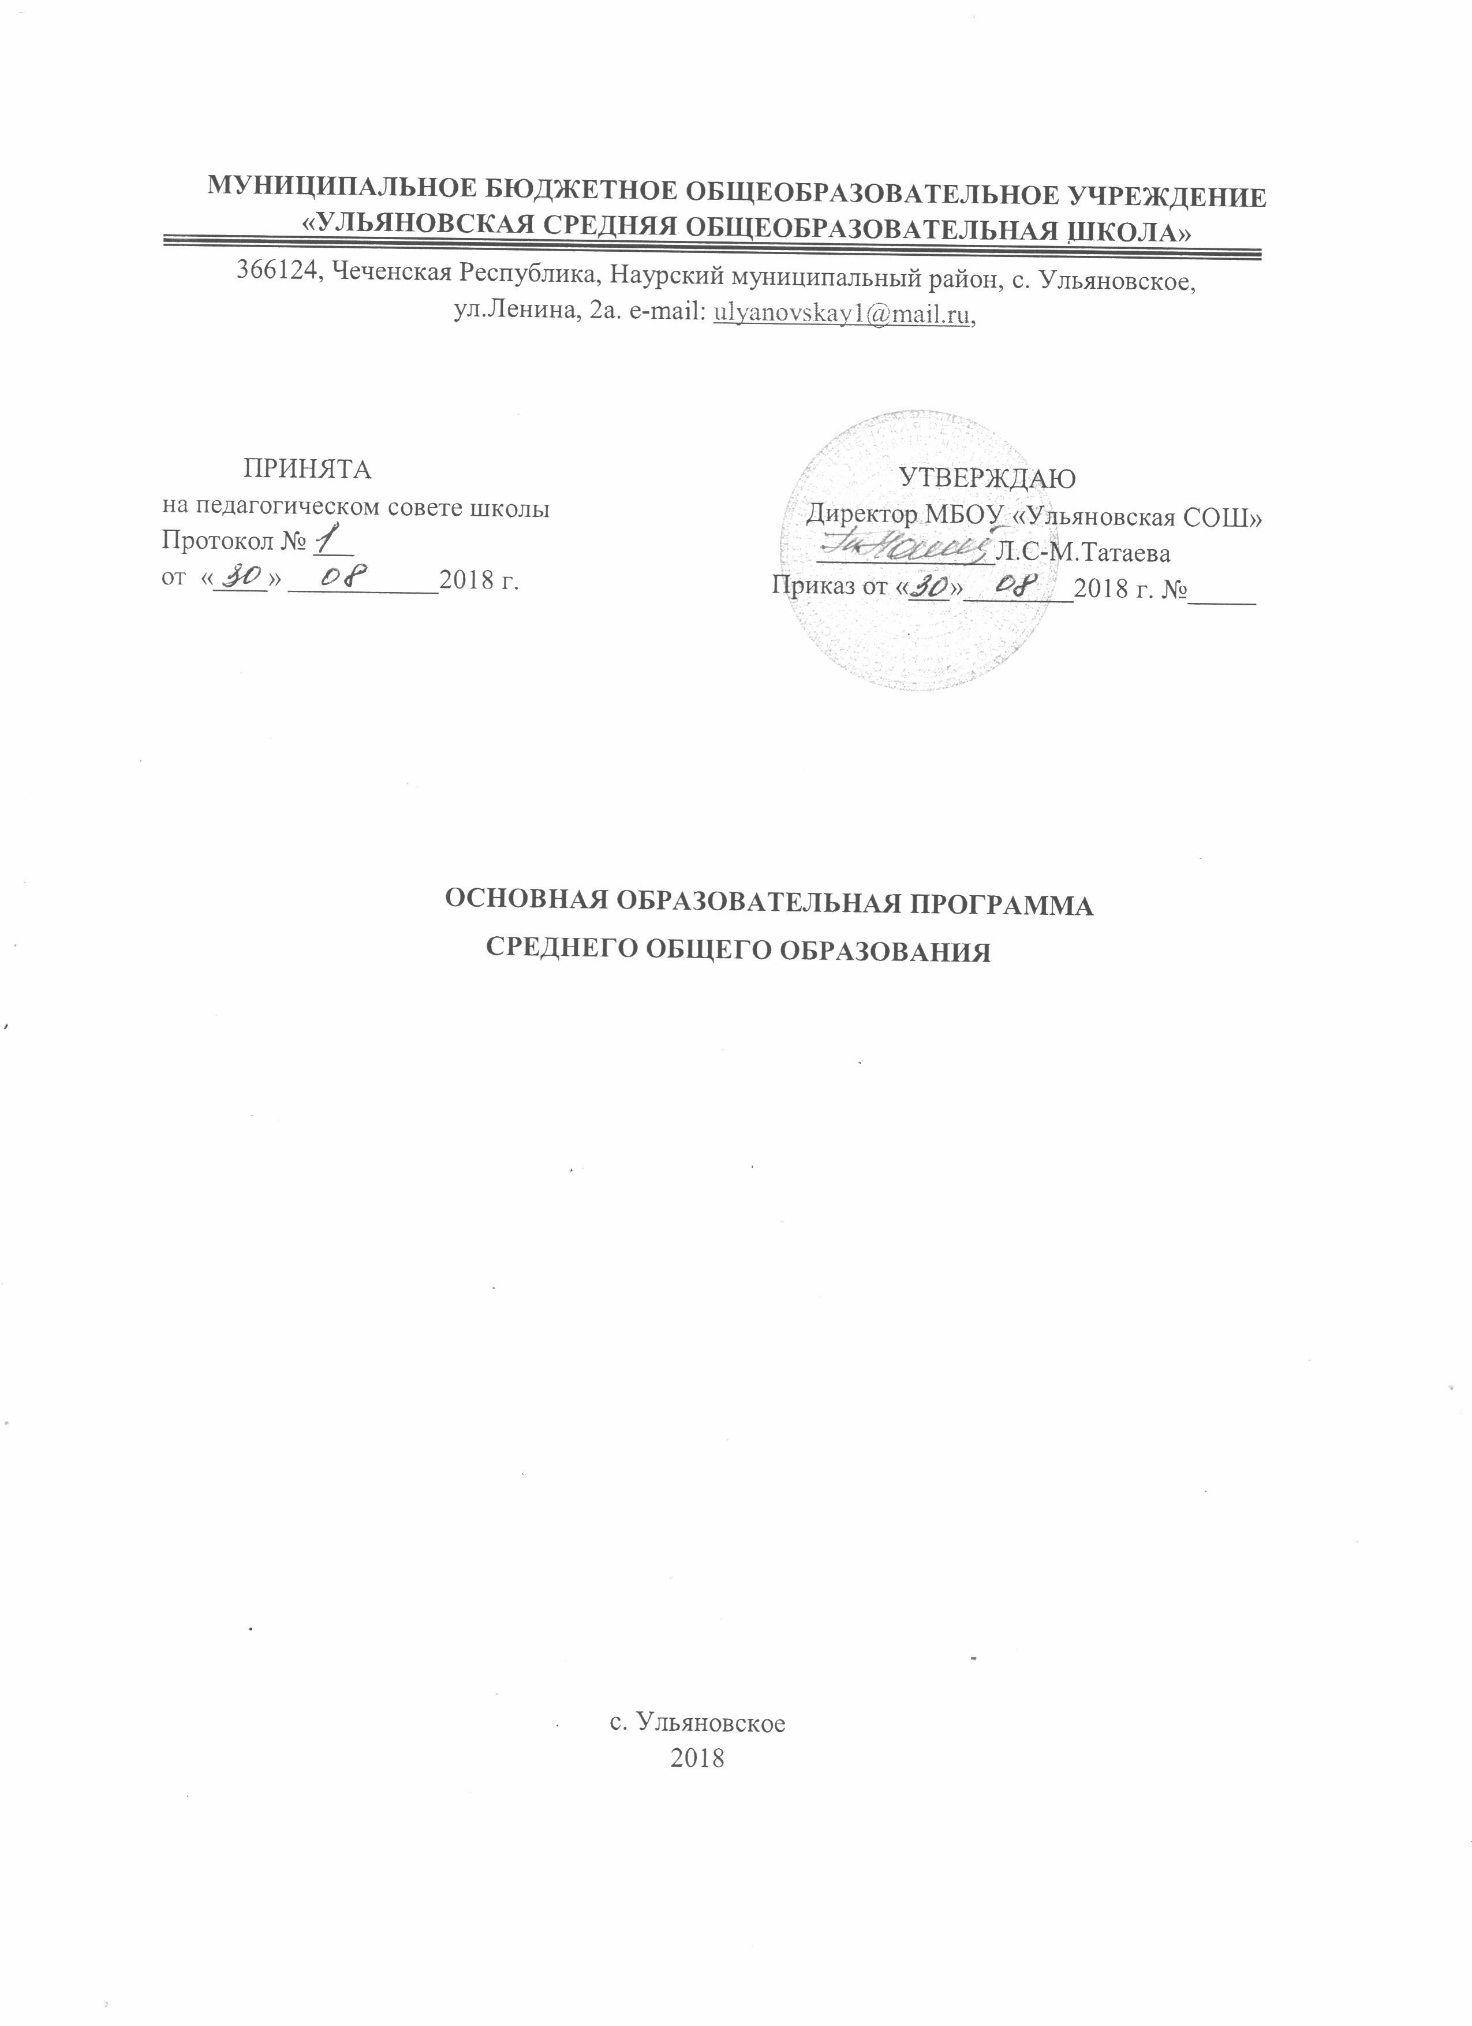 МУНИЦИПАЛЬНОЕ БЮДЖЕТНОЕ ОБЩЕОБРАЗОВАТЕЛЬНОЕ УЧРЕЖДЕНИЕ
«УЛЬЯНОВСКАЯ СРЕДНЯЯ ОБЩЕОБРАЗОВАТЕЛЬНАЯ ШКОЛА»
366124, Чеченская Республика, Наурский муниципальный район, с. Ульяновское,
ул.Ленина, 2а. e-mail: ulyanovskay1@mail.ru,
ПРИНЯТА
на педагогическом совете школы
Протокол № 1
от «30» 08 2018 г.
УТВЕРЖДАЮ
Директор МБОУ «Ульяновская СОШ»
Л.С-М.Татаева
Приказ от «30» 08 2018 г. №_____
ОСНОВНАЯ ОБРАЗОВАТЕЛЬНАЯ ПРОГРАММА
СРЕДНЕГО ОБЩЕГО ОБРАЗОВАНИЯ
с. Ульяновское
2018